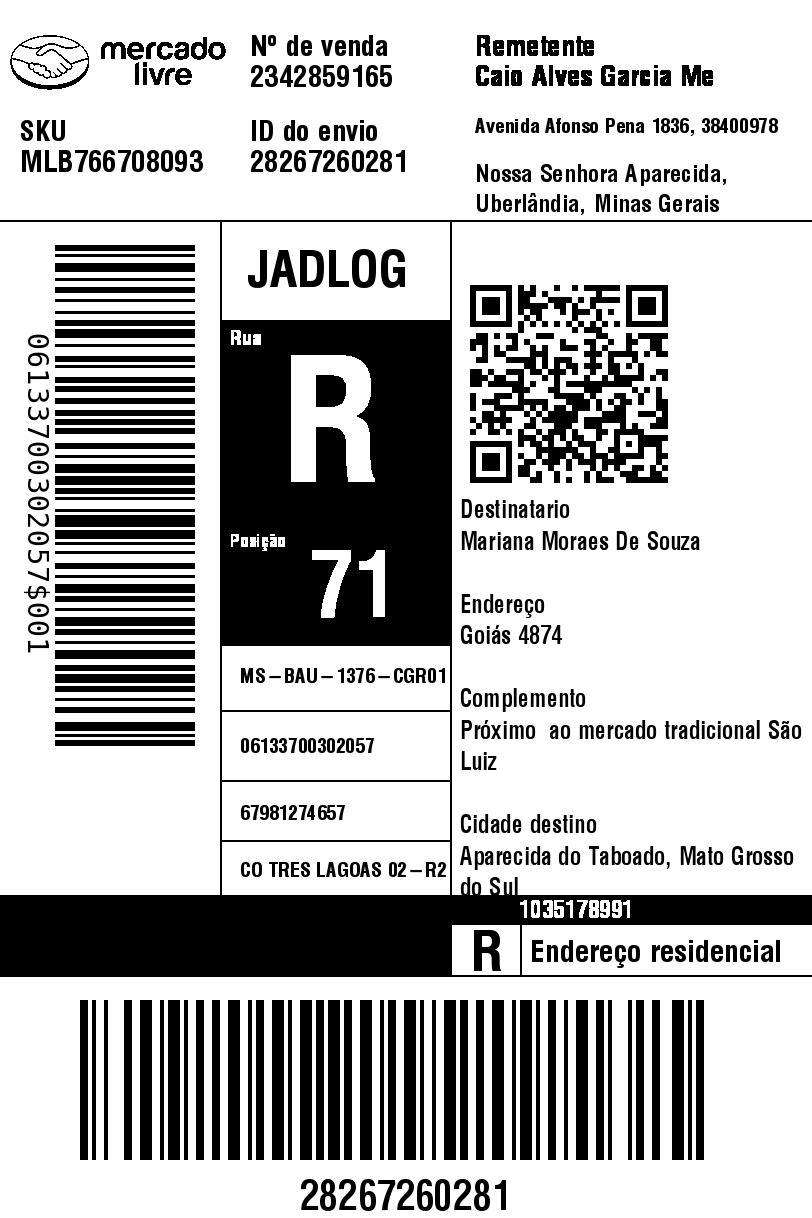 mercado
livre
Nº de venda
2342859165
Remetente
Caio Alves Garcia Me
SKU
MLB766708093
ID do envio
28267260281
Avenida Afonso Pena 1836, 38400978
Nossa Senhora Aparecida,
Uberlândia, Minas Gerais
06133700302057$001
JADLOG
Rua
R
Posição
71
MS-BAU-1376-CGR01
06133700302057
67981274657
CO TRES LAGOAS 02-R2
Destinatario
Mariana Moraes De Souza
Endereço
Goiás 4874
Complemento
Próximo ao mercado tradicional São
Luiz
Cidade destino
Aparecida do Taboado, Mato Grosso
do Sul
1035178991
R
Endereço residencial
28267260281